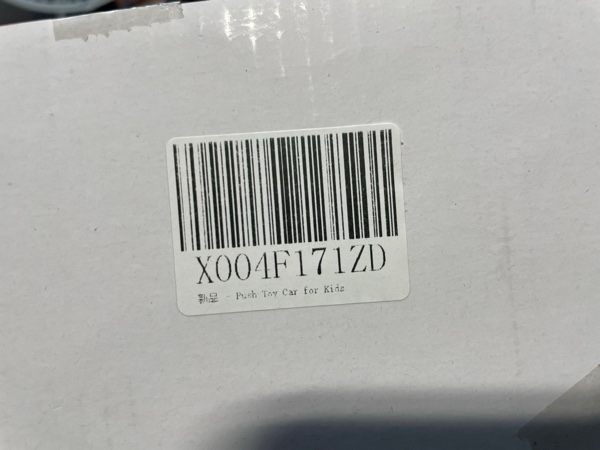 X004F171ZD
新品 - Push Toy Car for Kids